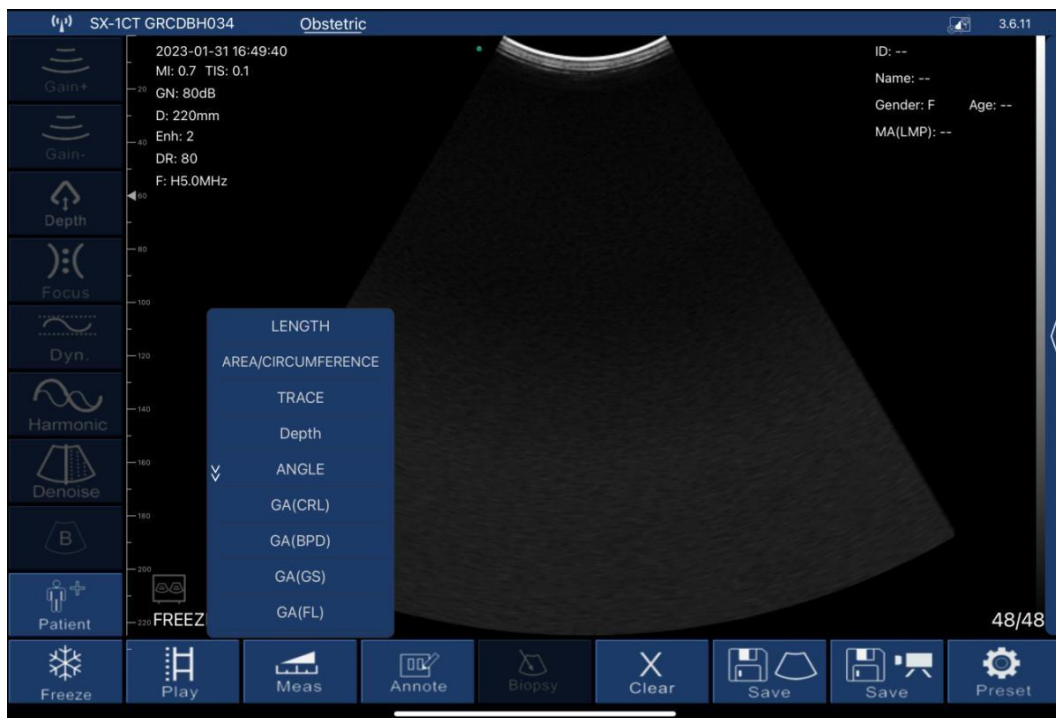 SX-1CT GRCDBH034 Obstetric 3.6.11
2023-01-31 16:49:40
MI: 0.7 TIS: 0.1
GN: 80dB
D: 220mm
Enh: 2
DR: 80
F: H5.0MHz
ID: --
Name: --
Gender: F Age: --
MA(LMP): --
Gain+
Gain-
Depth
Focus
Dyn.
Harmonic
Denoise
B
Patient
20
40
60
80
100
120
140
160
180
200
220
LENGTH
AREA/CIRCUMFERENCE
TRACE
Depth
ANGLE
GA(CRL)
GA(BPD)
GA(GS)
GA(FL)
FREEZ
48/48
Freeze
Play
Meas
Annote
Biopsy
Clear
Save
Save
Preset